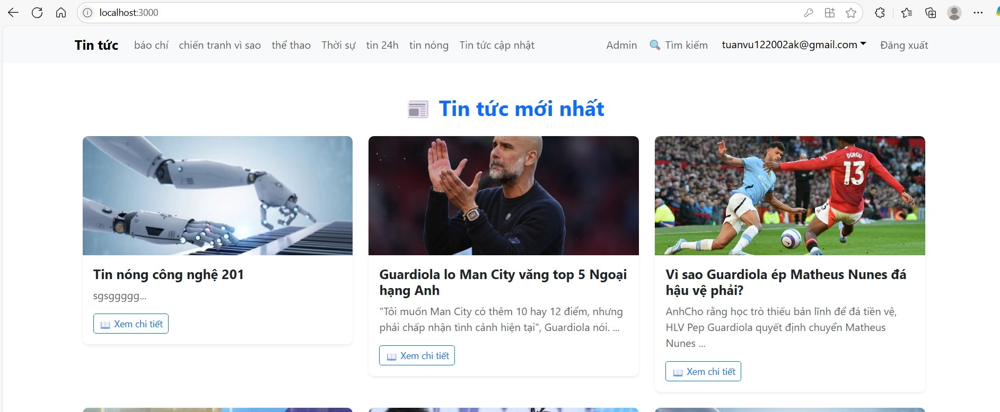 localhost:3000
Tin tức báo chí chiến tranh vì sao thể thao Thời sự tin 24h tin nóng Tin tức cập nhật Admin 🔍 Tìm kiếm tuanvu122002ak@gmail.com Đăng xuất
📰 Tin tức mới nhất
DORGU
13
Tin nóng công nghệ 201
sgsggggg...
📖 Xem chi tiết
Guardiola lo Man City văng top 5 Ngoại
hạng Anh
"Tôi muốn Man City có thêm 10 hay 12 điểm, nhưng
phải chấp nhận tình cảnh hiện tại", Guardiola nói. ...
📖 Xem chi tiết
Vì sao Guardiola ép Matheus Nunes đá
hậu vệ phải?
AnhCho rằng học trò thiếu bản lĩnh để đá tiền vệ,
HLV Pep Guardiola quyết định chuyển Matheus
Nunes ...
📖 Xem chi tiết